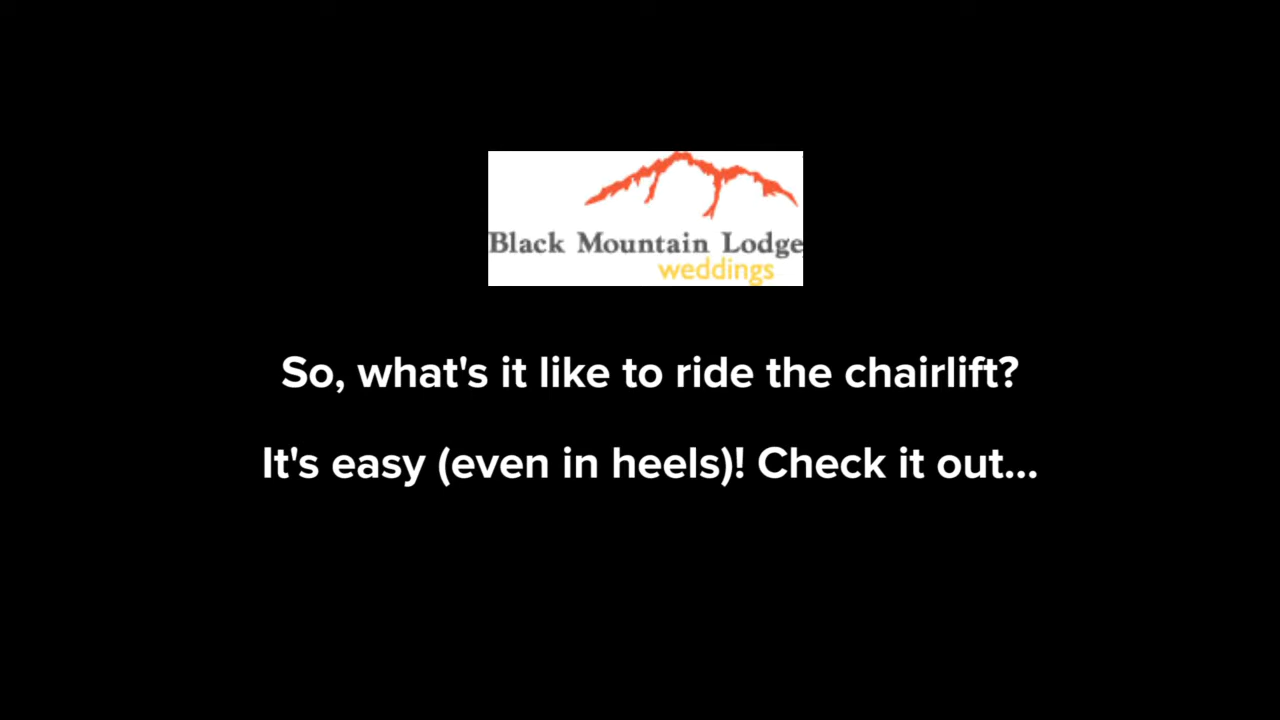 Black Mountain Lodge
weddings
So, what's it like to ride the chairlift?
It's easy (even in heels)! Check it out...